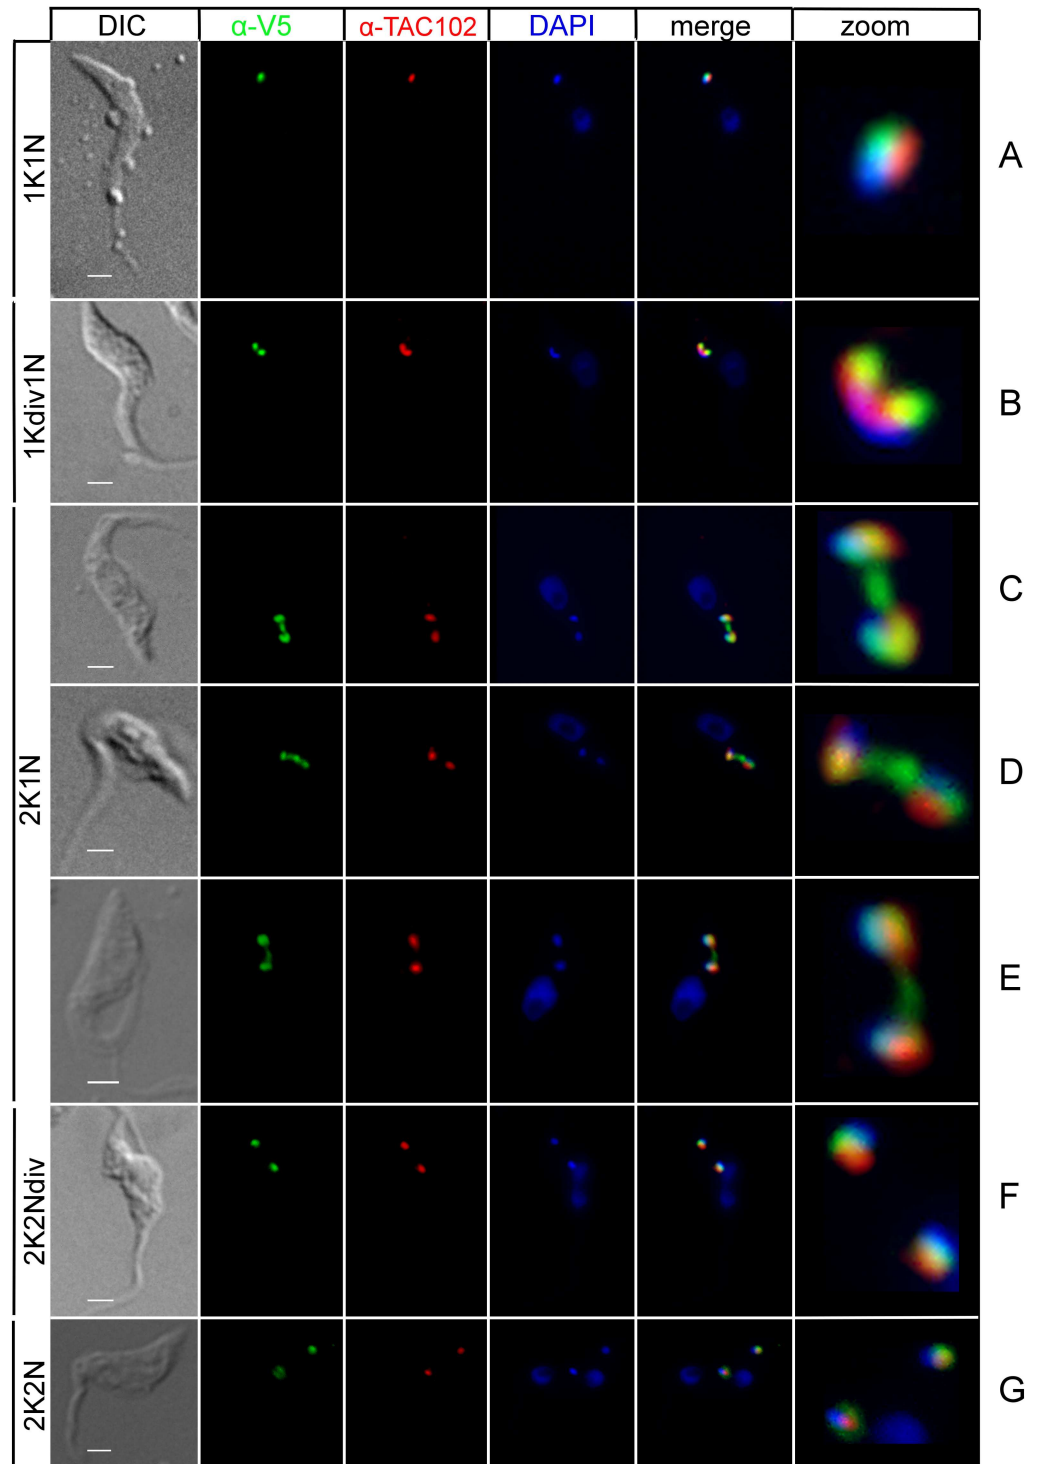 DIC α-V5 α-TAC102 DAPI merge zoom
1K1N A
1Kdiv1N B
C
2K1N D
E
2K2Ndiv F
2K2N G